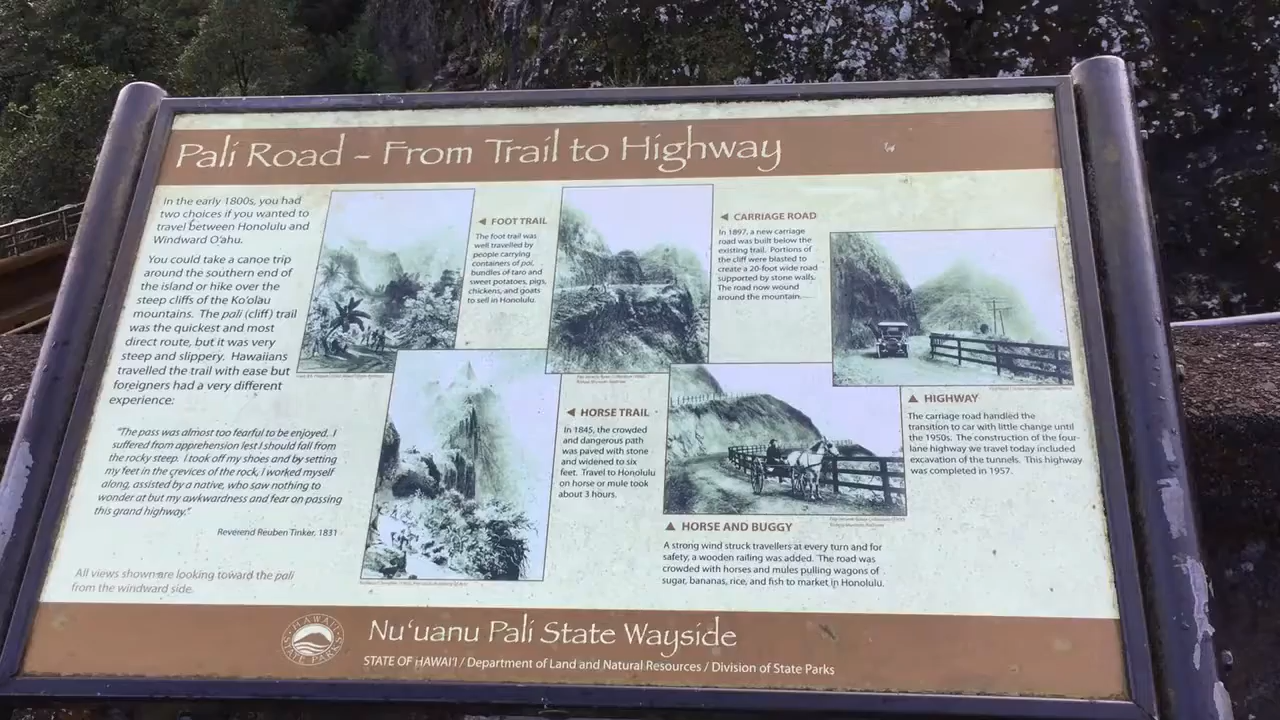 Pali Road – From Trail to Highway
In the early 1800s, you had
two choices if you wanted to
travel between Honolulu and
Windward O'ahu.
You could take a canoe trip
around the southern end of
the island or hike over the
steep cliffs of the Ko'olau
mountains. The pali (cliff) trail
was the quickest and most
direct route, but it was very
steep and slippery. Hawaiians
travelled the trail with ease but
foreigners had a very different
experience:
"The pass was almost too fearful to be enjoyed. I
suffered from apprehension lest I should fall from
the rocky steep. I took off my shoes and by setting
my feet in the crevices of the rock, I worked myself
along, assisted by a native, who saw nothing to
wonder at but my awkwardness and fear on passing
this grand highway."
Reverend Reuben Tinker, 1831
All views shown are looking toward the pali
from the windward side.
◄ FOOT TRAIL
The foot trail was
well travelled by
people carrying
containers of poi,
bundles of taro and
sweet potatoes, pigs,
chickens, and goats
to sell in Honolulu.
◄ HORSE TRAIL
In 1845, the crowded
and dangerous path
was paved with stone
and widened to six
feet. Travel to Honolulu
on horse or mule took
about 3 hours.
◄ CARRIAGE ROAD
In 1897, a new carriage
road was built below the
existing trail. Portions of
the cliff were blasted to
create a 20-foot wide road
supported by stone walls.
The road now wound
around the mountain.
▲ HORSE AND BUGGY
A strong wind struck travellers at every turn and for
safety, a wooden railing was added. The road was
crowded with horses and mules pulling wagons of
sugar, bananas, rice, and fish to market in Honolulu.
▲ HIGHWAY
The carriage road handled the
transition to car with little change until
the 1950s. The construction of the four-
lane highway we travel today included
excavation of the tunnels. This highway
was completed in 1957.
HAWAI'I
STATE PARKS
Nu'uanu Pali State Wayside
STATE OF HAWAI'I / Department of Land and Natural Resources / Division of State Parks